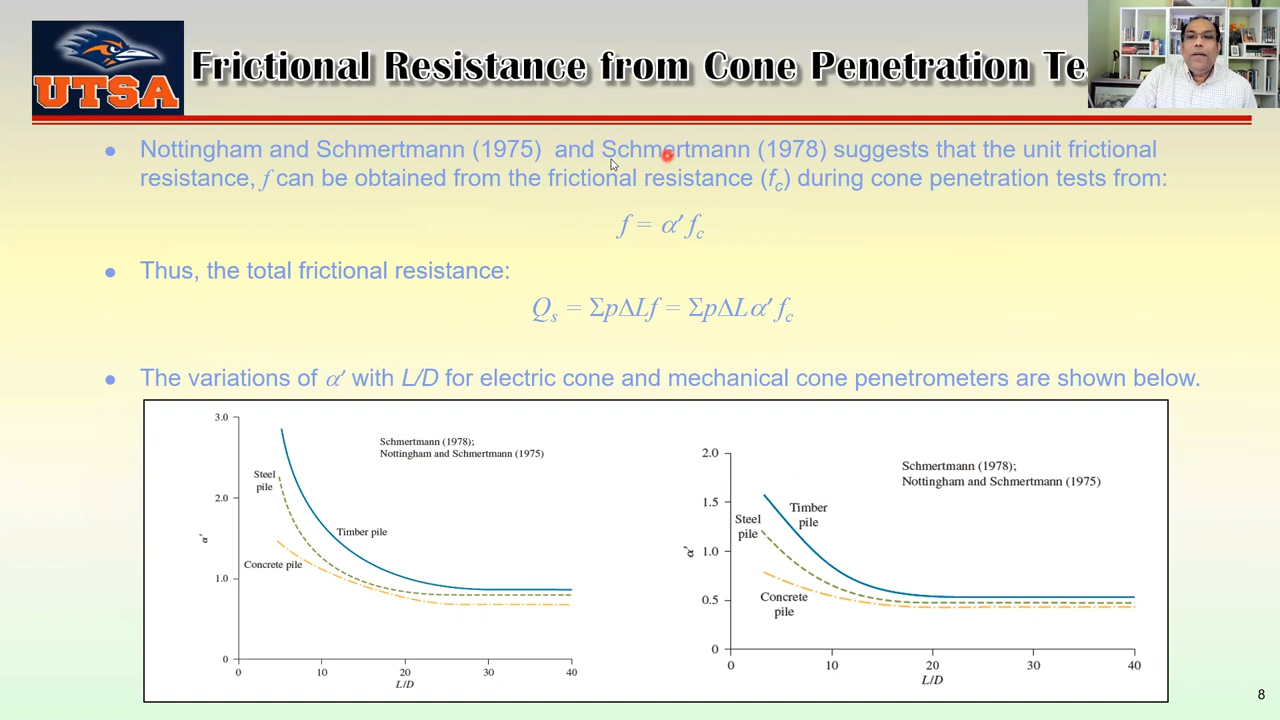 UTSA
Frictional Resistance from Cone Penetration Te
Nottingham and Schmertmann (1975) and Schmertmann (1978) suggests that the unit frictional
resistance, f can be obtained from the frictional resistance (fc) during cone penetration tests from:
f = α′ fc
Thus, the total frictional resistance:
Qs = ΣpΔLf = ΣpΔLα′ fc
The variations of α′ with L/D for electric cone and mechanical cone penetrometers are shown below.
3.0
Schmertmann (1978);
Nottingham and Schmertmann (1975)
Steel
pile
2.0
α′
Timber pile
Concrete pile
1.0
0
0 10 20 30 40
L/D
2.0
Schmertmann (1978);
Nottingham and Schmertmann (1975)
1.5
Timber
pile
Steel
pile
α′
1.0
0.5
Concrete
pile
0
0 10 20 30 40
L/D
8